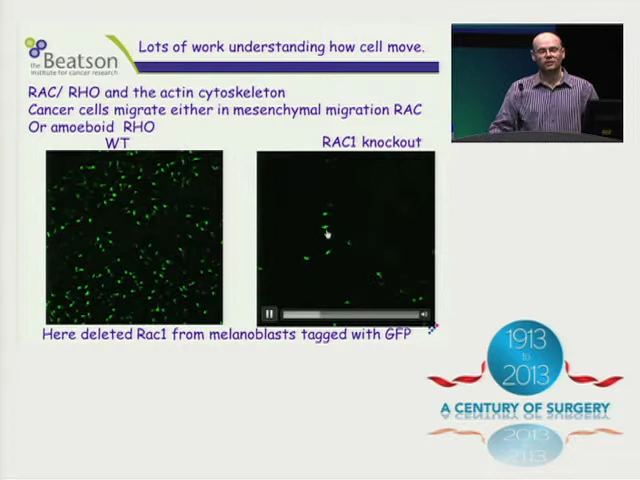 the Beatson
institute for cancer research
Lots of work understanding how cell move.
RAC/ RHO and the actin cytoskeleton
Cancer cells migrate either in mesenchymal migration RAC
Or amoeboid RHO
WT
RAC1 knockout
Here deleted Rac1 from melanoblasts tagged with GFP
1913
to
2013
A CENTURY OF SURGERY